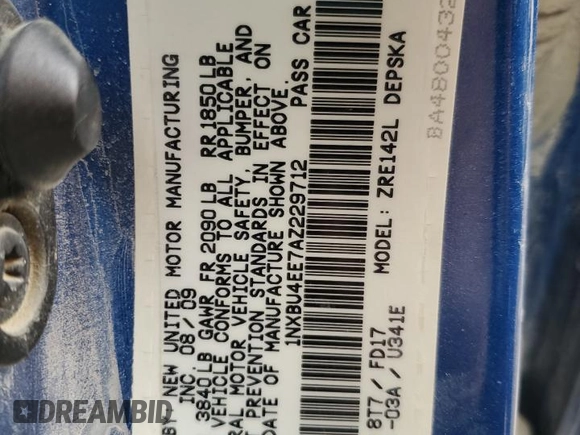 BY NEW UNITED MOTOR MANUFACTURING
INC. 08/09
3840LB GAWR FR 2090LB RR 1850LB
VEHICLE CONFORMS TO ALL APPLICABLE
RAL MOTOR VEHICLE SAFETY, BUMPER, AND
PREVENTION STANDARDS IN EFFECT ON
DATE OF MANUFACTURE SHOWN ABOVE.
1NXBU4EE7AZ229712 PASS CAR
8T7/FD17 MODEL: ZRE142L DEPSKA
-03A/U341E
BA4800432
DREAMBID